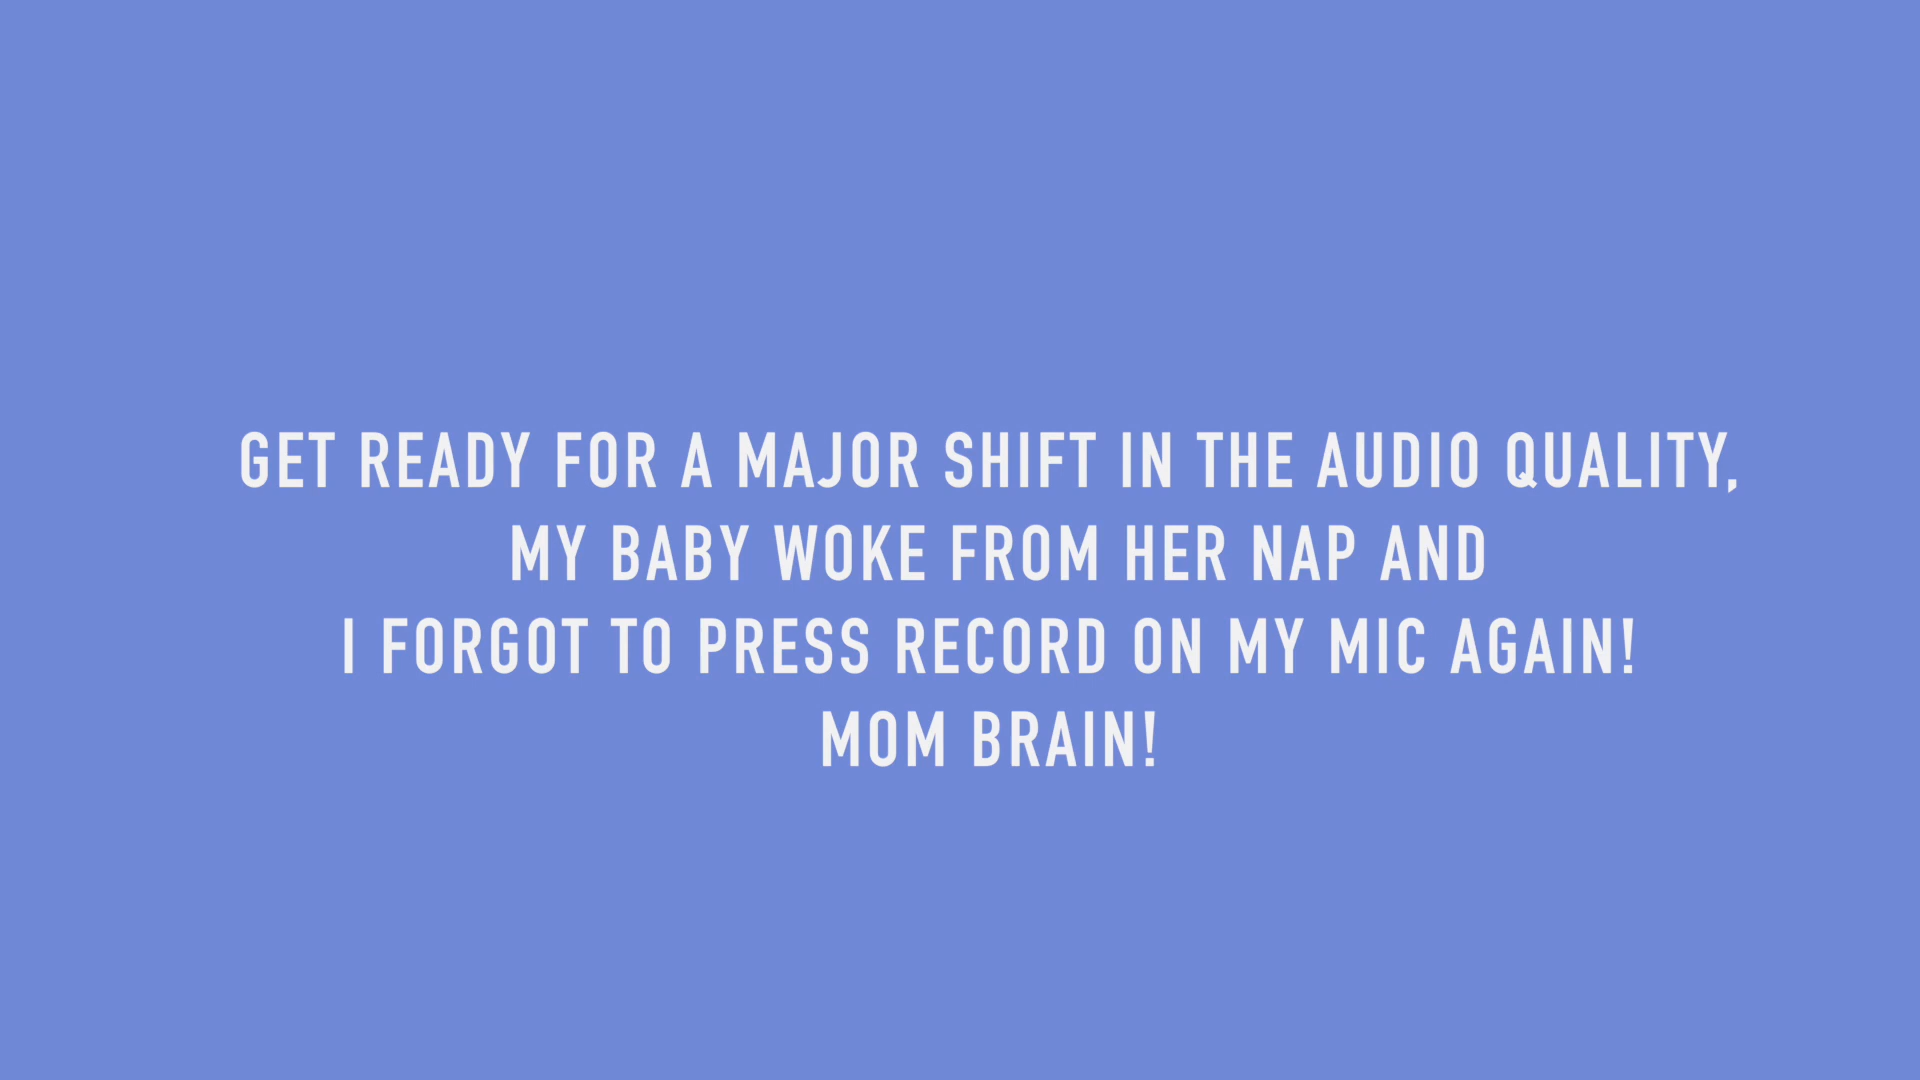 GET READY FOR A MAJOR SHIFT IN THE AUDIO QUALITY,
MY BABY WOKE FROM HER NAP AND
I FORGOT TO PRESS RECORD ON MY MIC AGAIN!
MOM BRAIN!